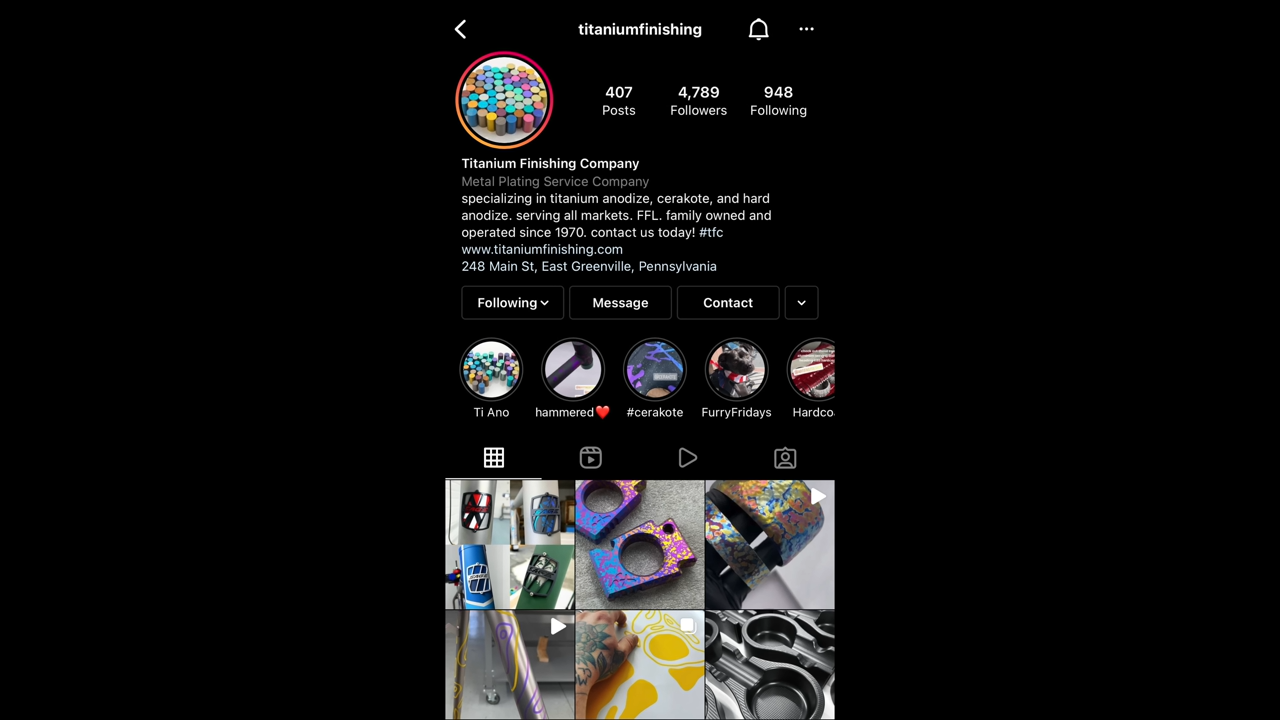 titaniumfinishing
407
4,789
948
Posts
Followers
Following
Titanium Finishing Company
Metal Plating Service Company
specializing in titanium anodize, cerakote, and hard
anodize. serving all markets. FFL. family owned and
operated since 1970. contact us today! #tfc
www.titaniumfinishing.com
248 Main St, East Greenville, Pennsylvania
Following
Message
Contact
Ti Ano
hammered❤️
#cerakote
FurryFridays
Hardco